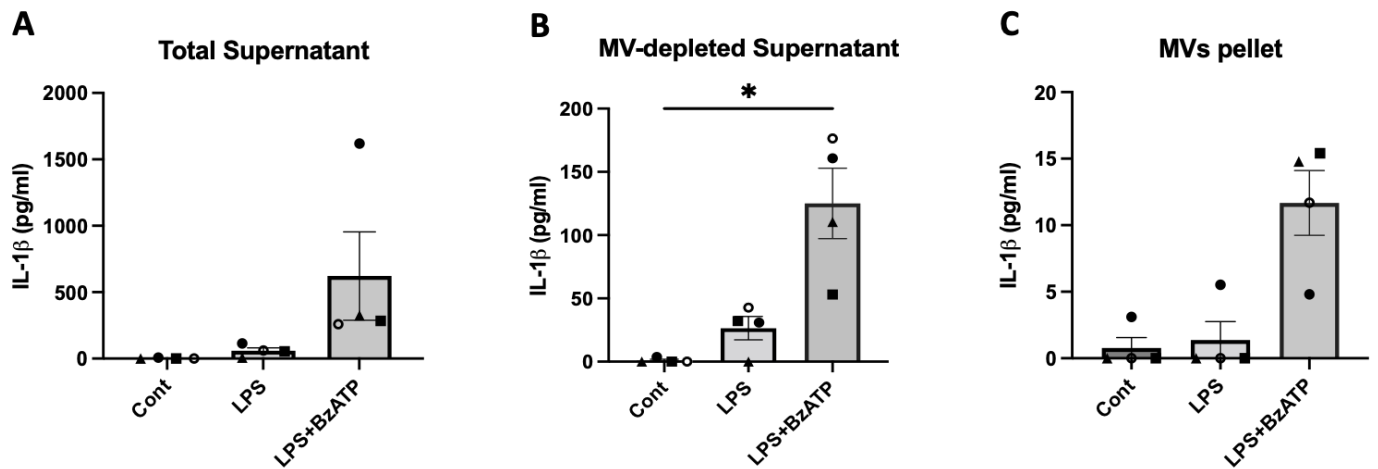 A
Total Supernatant
IL-1β (pg/ml)
2000
1500
1000
500
0
Cont
LPS
LPS+BzATP
B
MV-depleted Supernatant
*
IL-1β (pg/ml)
200
150
100
50
0
Cont
LPS
LPS+BzATP
C
MVs pellet
IL-1β (pg/ml)
20
15
10
5
0
Cont
LPS
LPS+BzATP